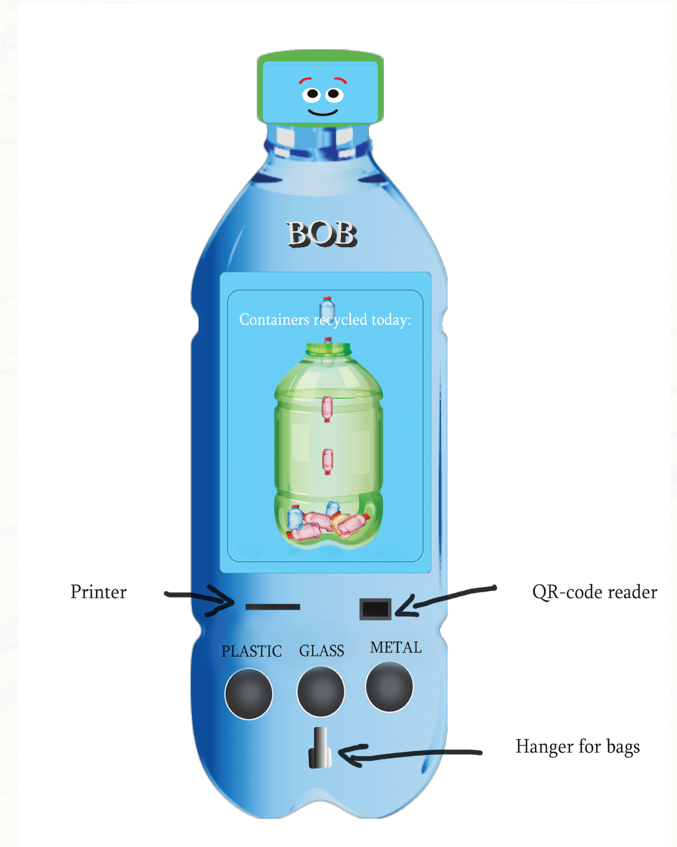 BOB
Containers recycled today:
Printer
QR-code reader
PLASTIC GLASS METAL
Hanger for bags